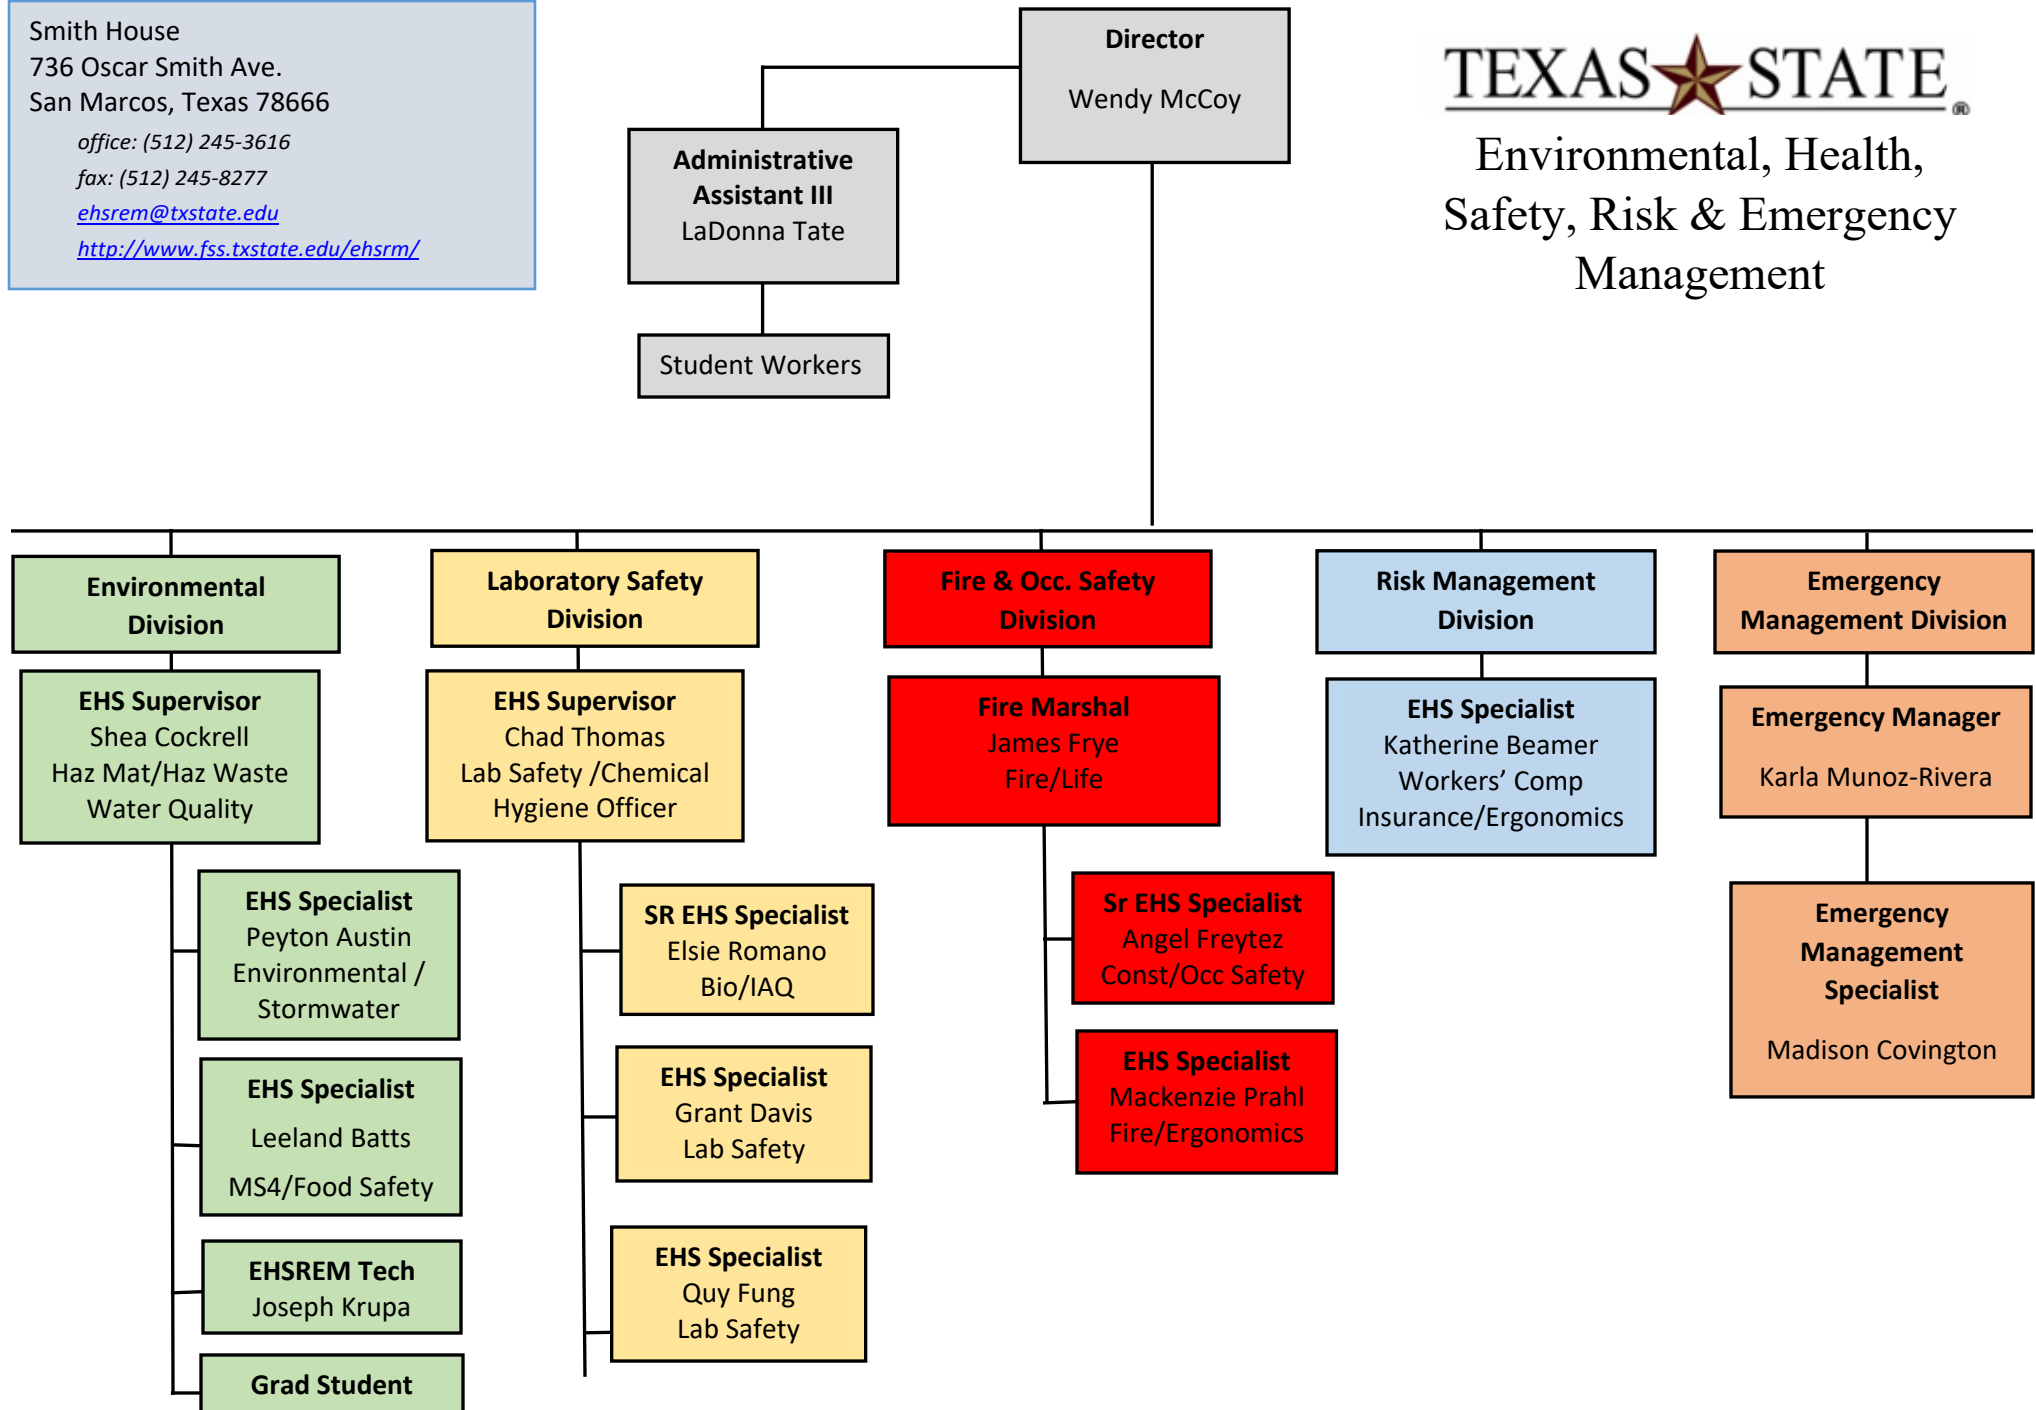 Smith House
736 Oscar Smith Ave.
San Marcos, Texas 78666
office: (512) 245-3616
fax: (512) 245-8277
ehsrem@txstate.edu
http://www.fss.txstate.edu/ehsrm/
Director
Wendy McCoy
Administrative
Assistant III
LaDonna Tate
Student Workers
TEXAS STATE
®
Environmental, Health,
Safety, Risk & Emergency
Management
Environmental
Division
EHS Supervisor
Shea Cockrell
Haz Mat/Haz Waste
Water Quality
EHS Specialist
Peyton Austin
Environmental /
Stormwater
EHS Specialist
Leeland Batts
MS4/Food Safety
EHSREM Tech
Joseph Krupa
Grad Student
Laboratory Safety
Division
EHS Supervisor
Chad Thomas
Lab Safety /Chemical
Hygiene Officer
SR EHS Specialist
Elsie Romano
Bio/IAQ
EHS Specialist
Grant Davis
Lab Safety
EHS Specialist
Quy Fung
Lab Safety
Fire & Occ. Safety
Division
Fire Marshal
James Frye
Fire/Life
Sr EHS Specialist
Angel Freytez
Const/Occ Safety
EHS Specialist
Mackenzie Prahl
Fire/Ergonomics
Risk Management
Division
EHS Specialist
Katherine Beamer
Workers’ Comp
Insurance/Ergonomics
Emergency
Management Division
Emergency Manager
Karla Munoz-Rivera
Emergency
Management
Specialist
Madison Covington